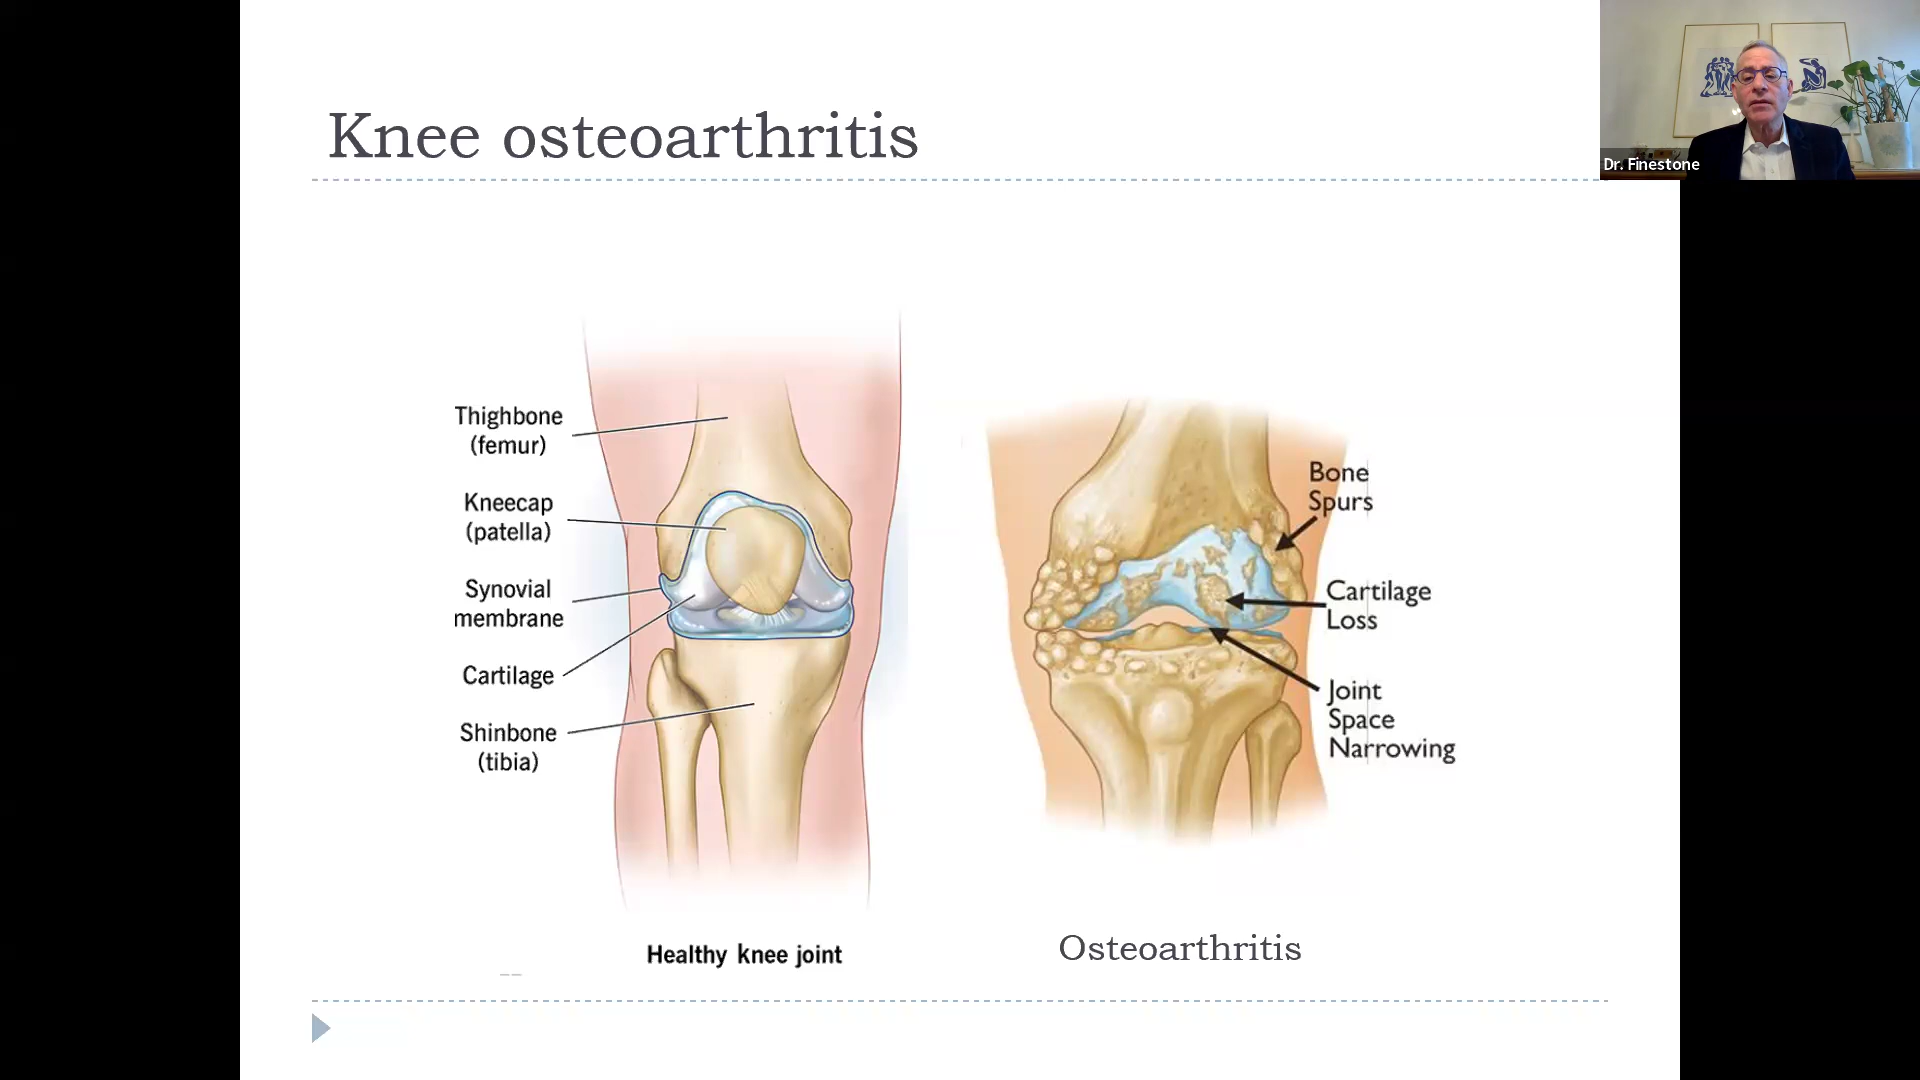 Knee osteoarthritis
Dr. Finestone
Thighbone
(femur)
Kneecap
(patella)
Synovial
membrane
Cartilage
Shinbone
(tibia)
Healthy knee joint
Bone
Spurs
Cartilage
Loss
Joint
Space
Narrowing
Osteoarthritis